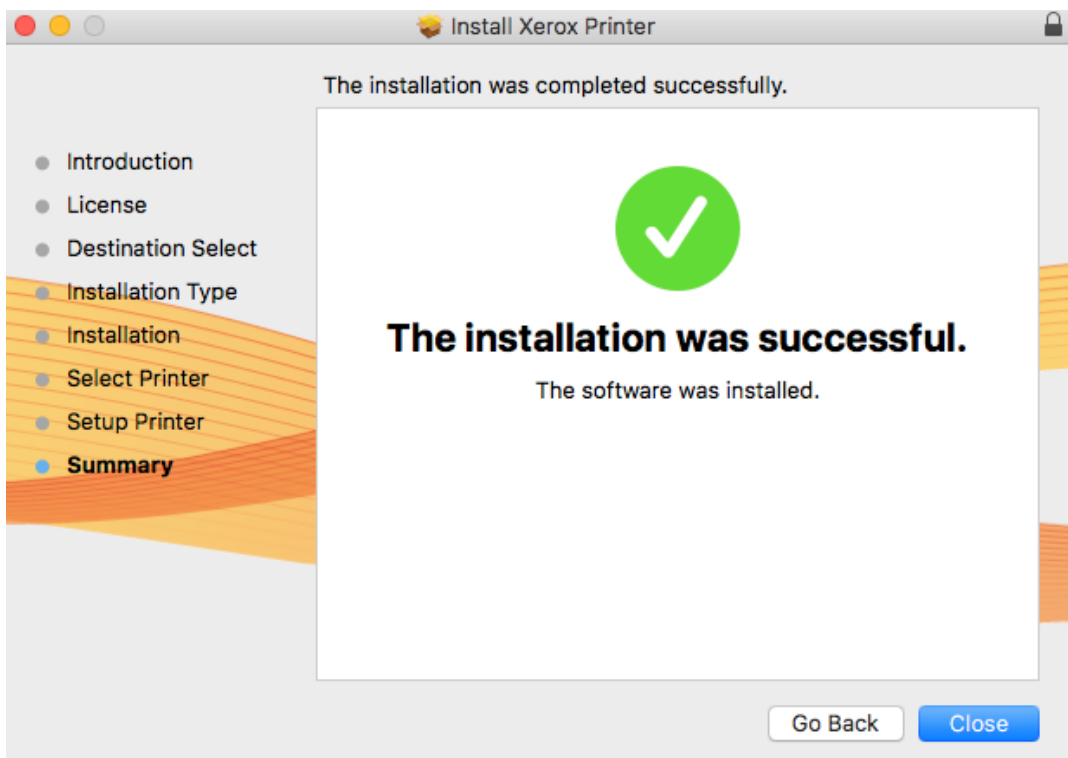 Install Xerox Printer
The installation was completed successfully.
Introduction
License
Destination Select
Installation Type
Installation
Select Printer
Setup Printer
Summary
The installation was successful.
The software was installed.
Go Back
Close